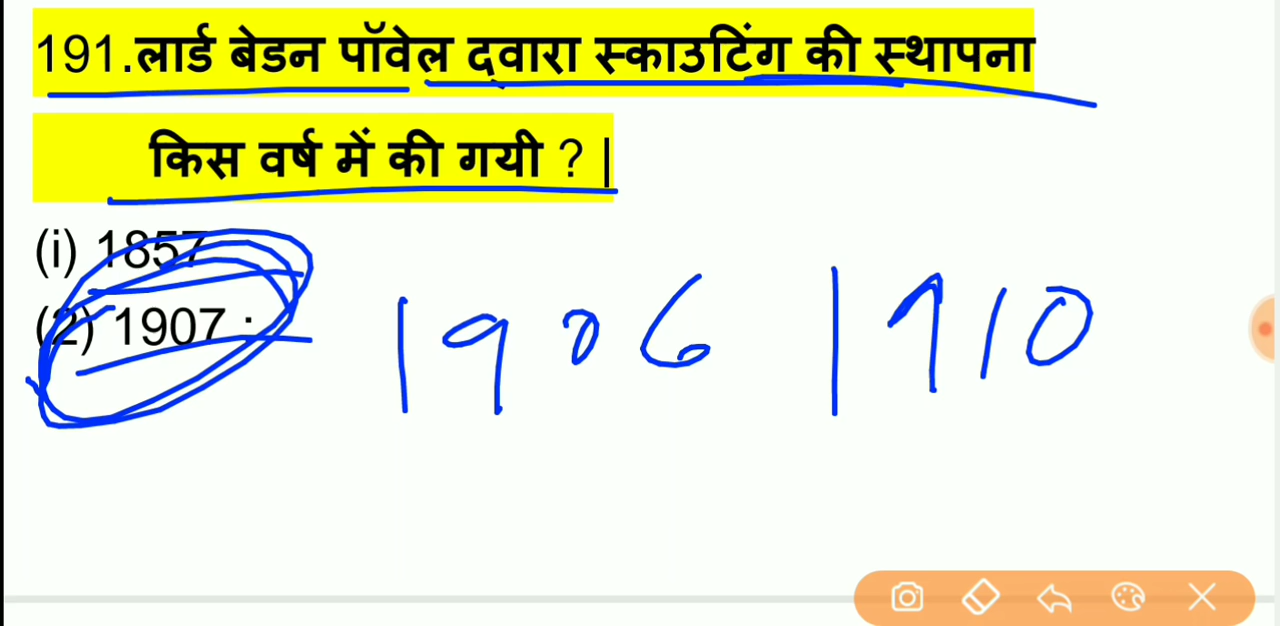 191.लार्ड बेडन पॉवेल द्वारा स्काउटिंग की स्थापना
किस वर्ष में की गयी ? |
(i) 1857
(2) 1907 :
1906 1910